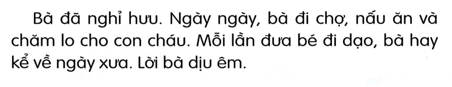 Bà đã nghỉ hưu. Ngày ngày, bà đi chợ, nấu ăn và
chăm lo cho con cháu. Mỗi lần đưa bé đi dạo, bà hay
kể về ngày xưa. Lời bà dịu êm.